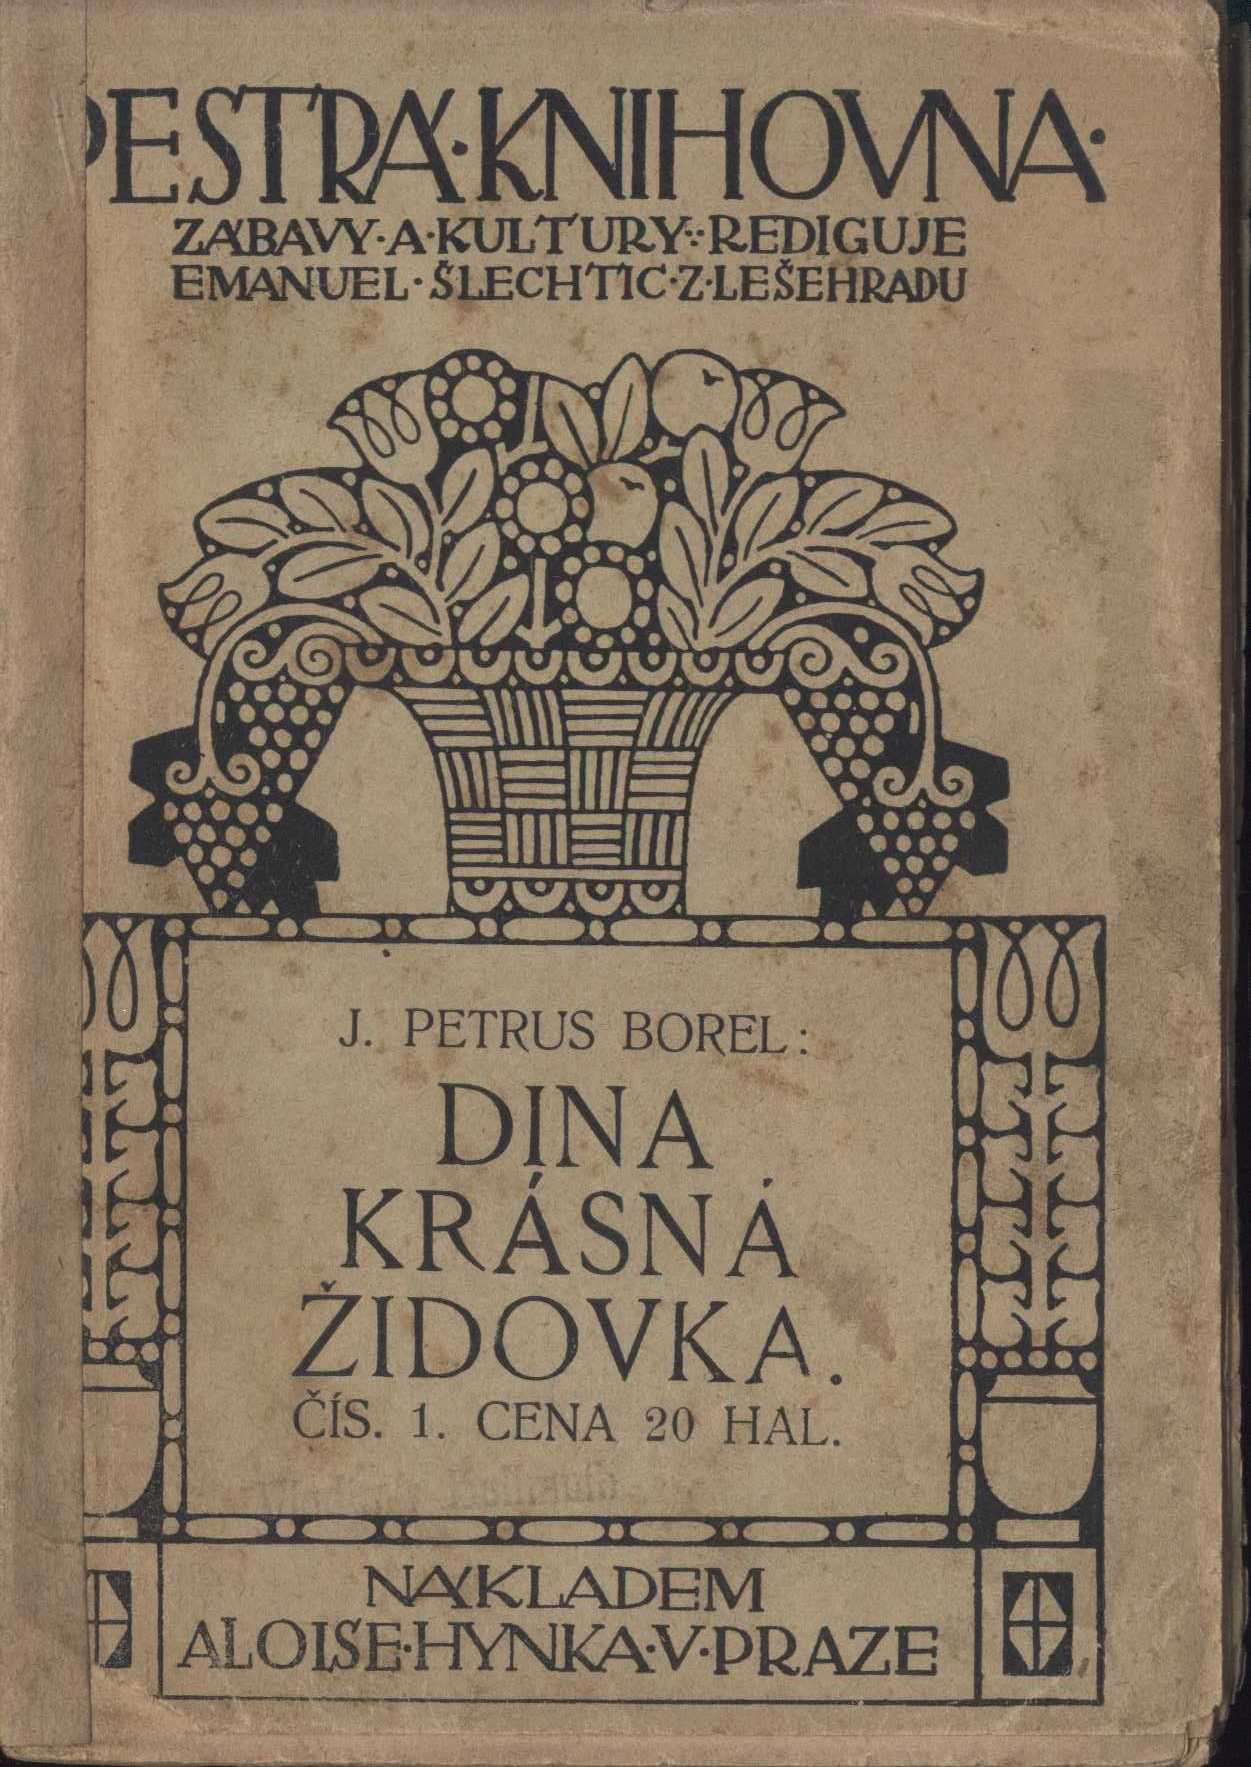 PESTRÁ·KNIHOVNA·
ZÁBAVY·A·KULTURY::REDIGUJE
EMANUEL·ŠLECHTIC·Z·LEŠEHRADU
J. PETRUS BOREL:
DINA
KRÁSNÁ
ŽIDOVKA.
ČÍS. 1. CENA 20 HAL.
NÁKLADEM
ALOISE·HYNKA·V·PRAZE